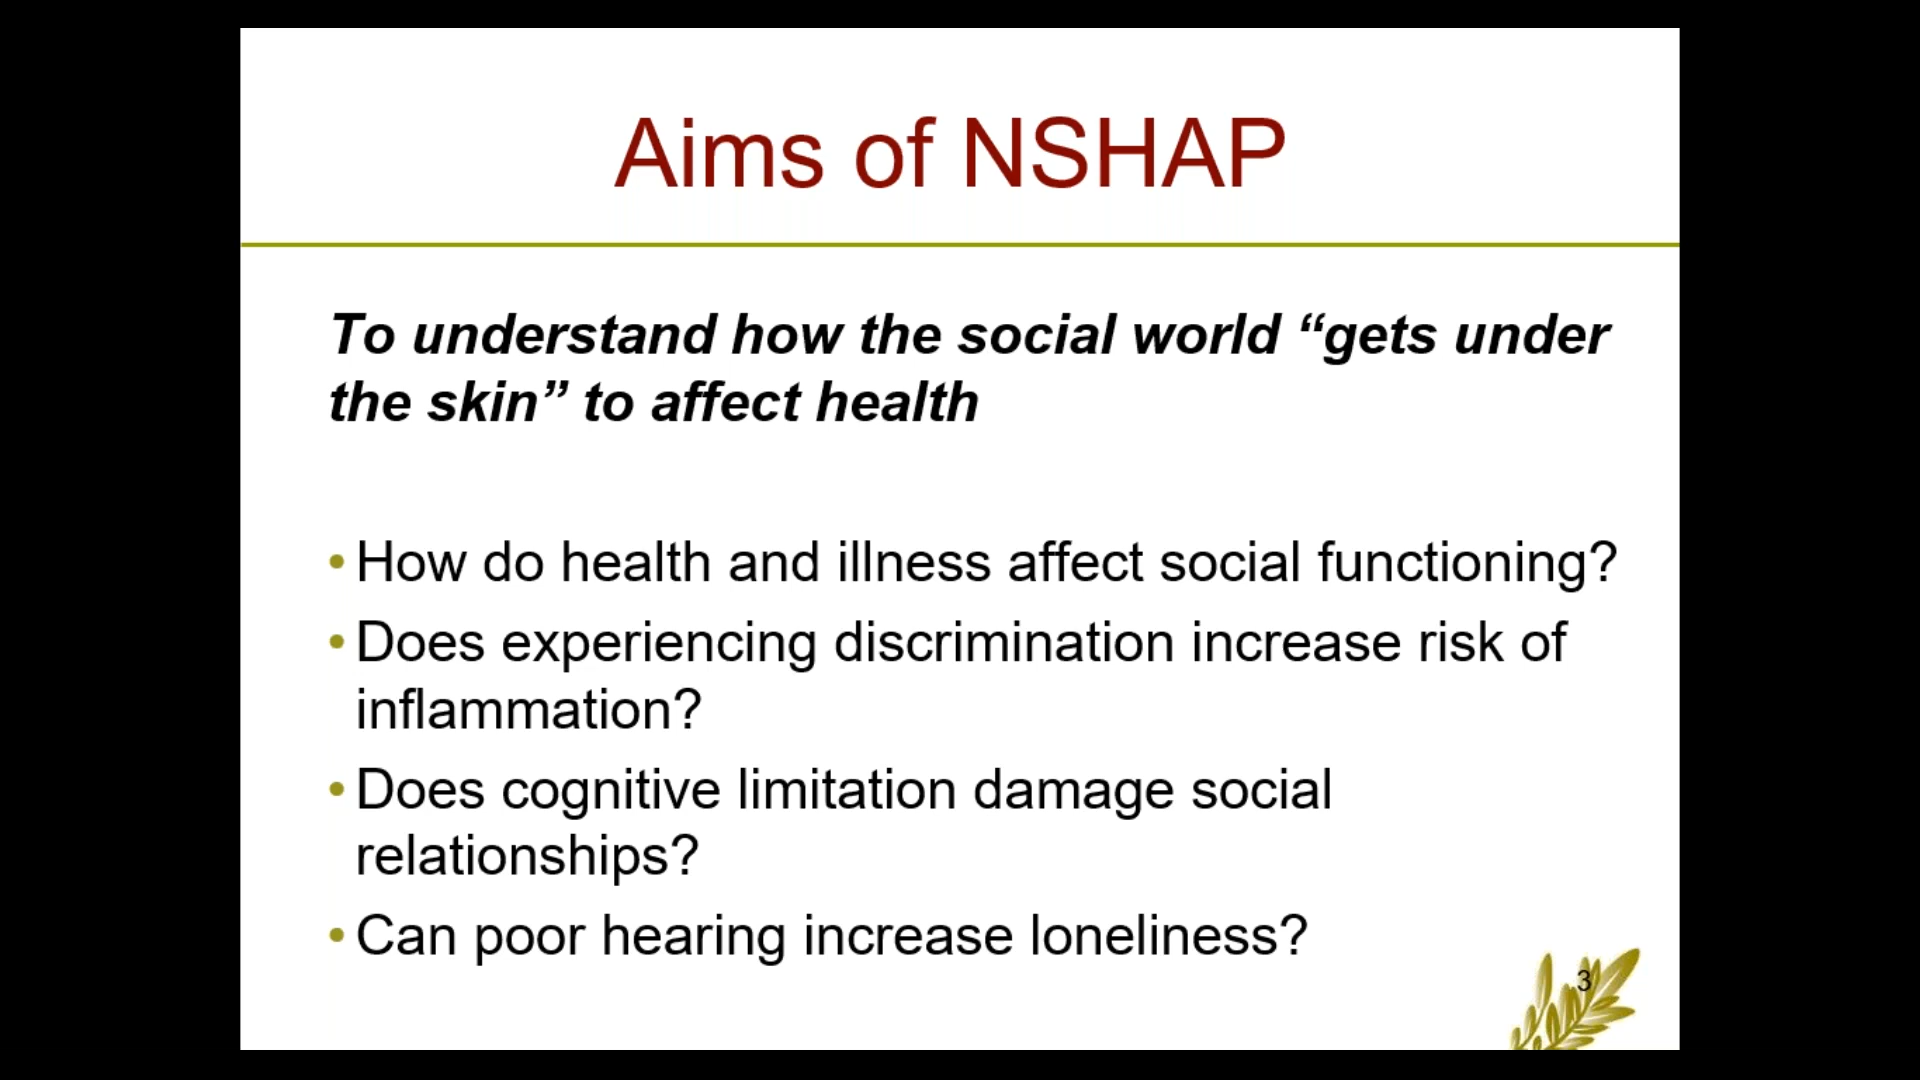 Aims of NSHAP
To understand how the social world “gets under
the skin” to affect health
• How do health and illness affect social functioning?
• Does experiencing discrimination increase risk of
inflammation?
• Does cognitive limitation damage social
relationships?
• Can poor hearing increase loneliness?
3